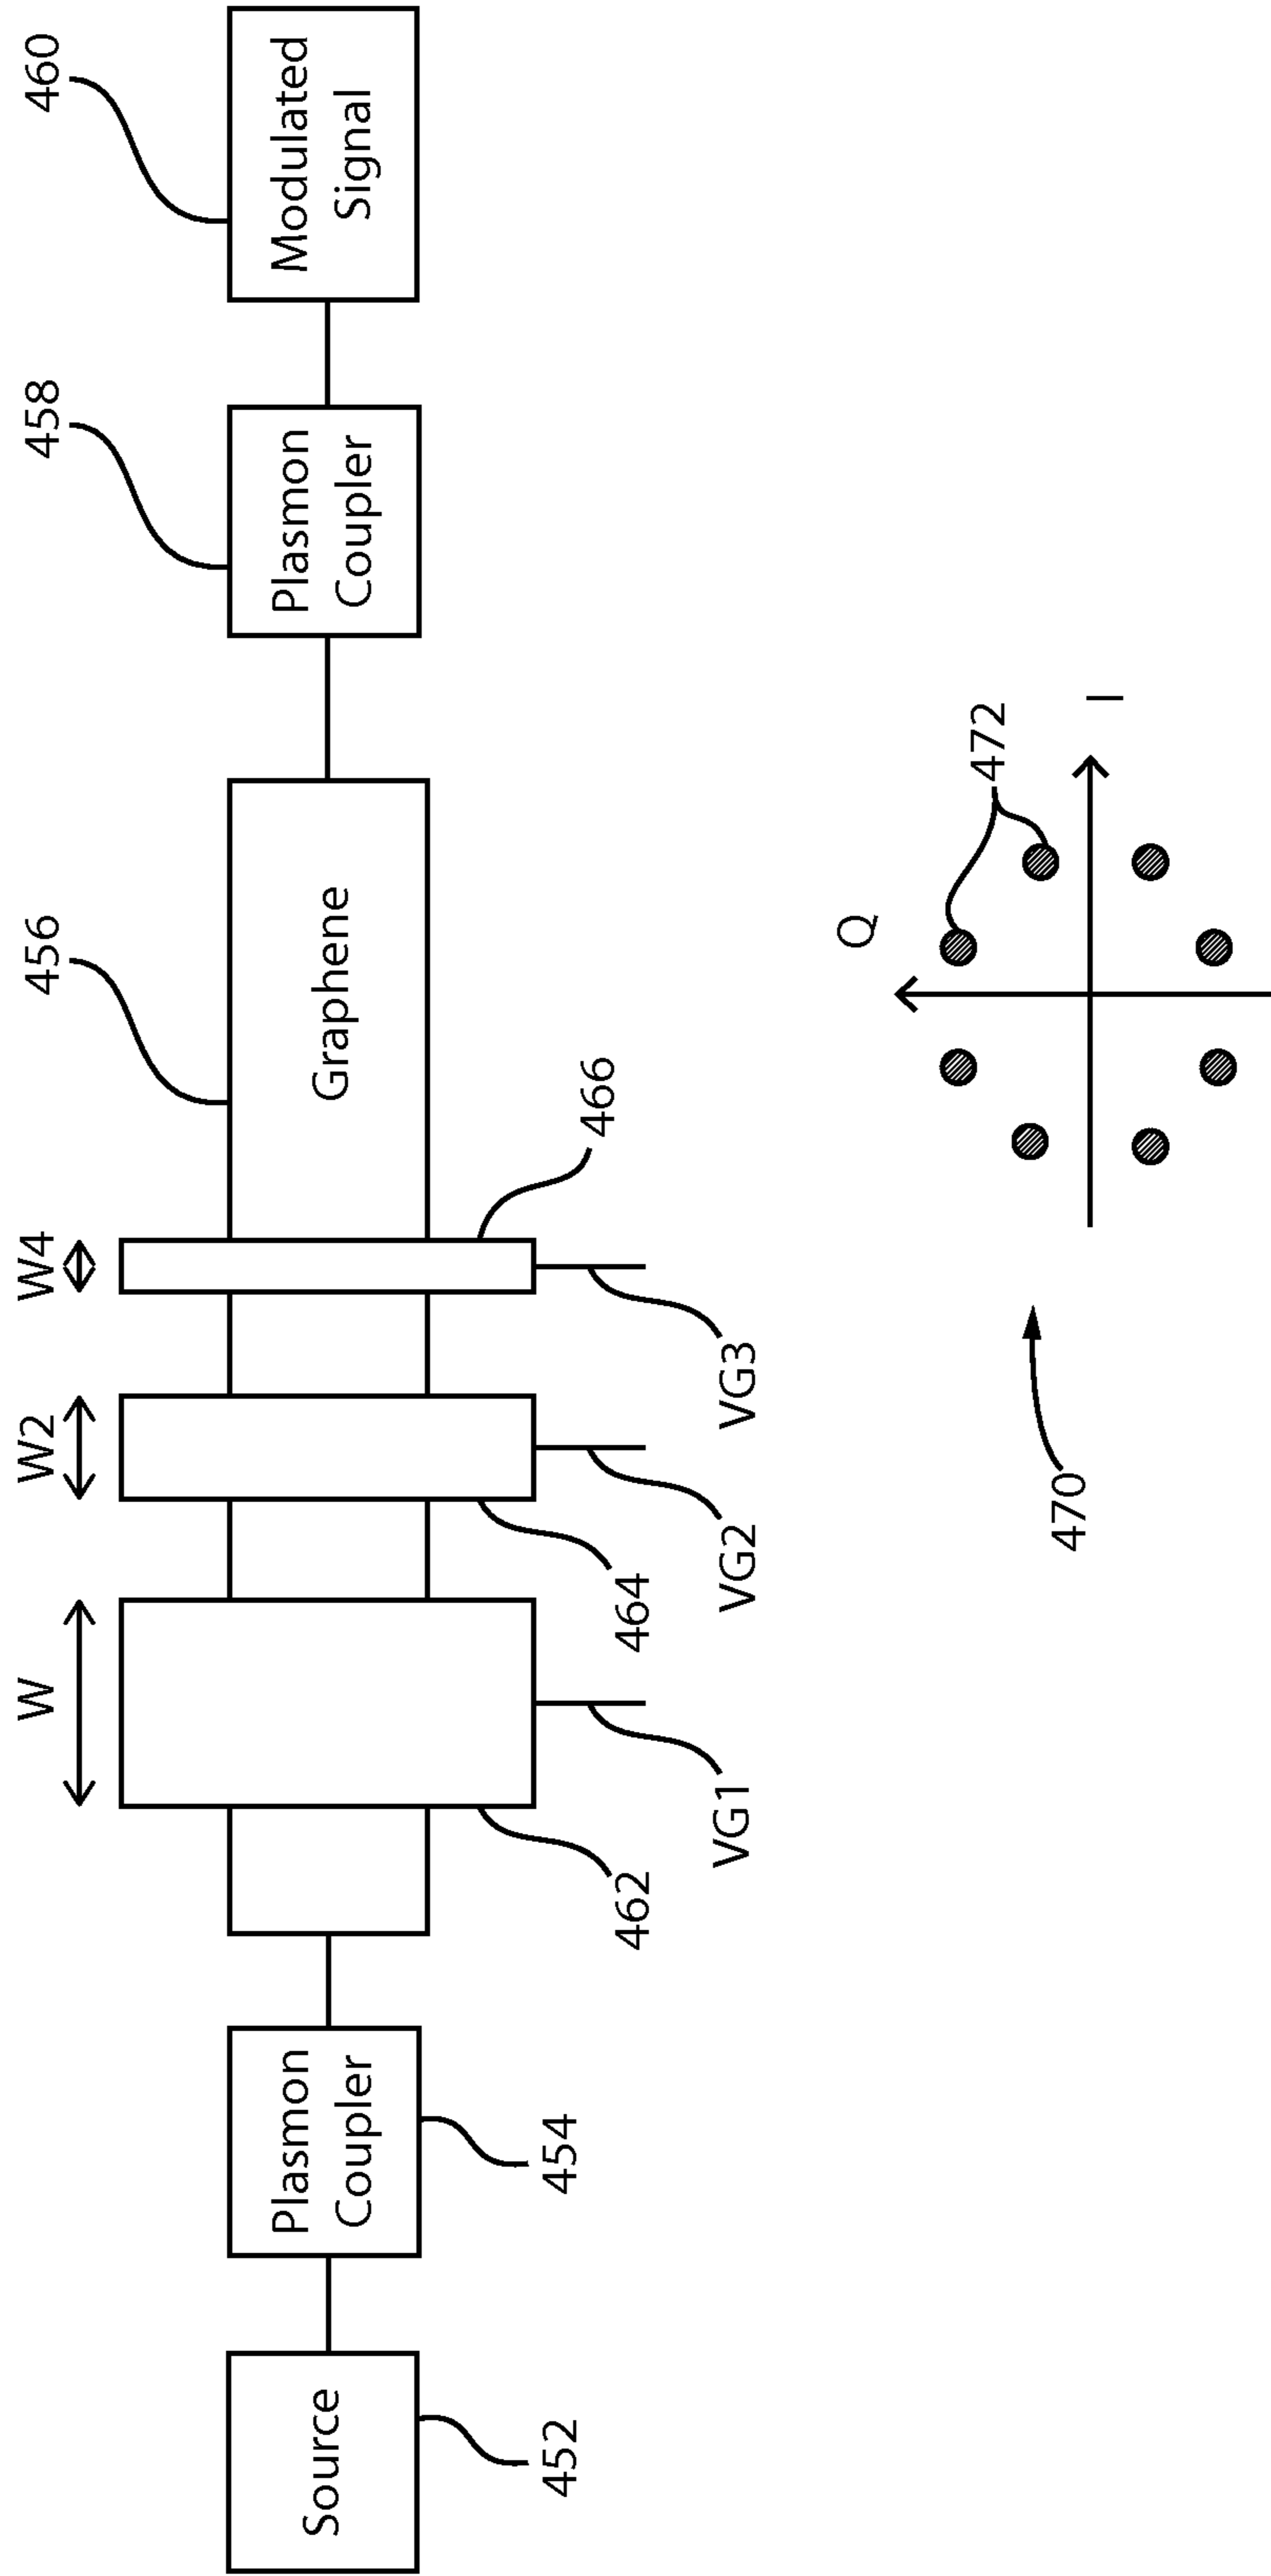 W
W2
W4
456
458
460
Source
Plasmon
Coupler
Graphene
Plasmon
Coupler
Modulated
Signal
452
454
462
464
466
VG1
VG2
VG3
470
Q
472
I